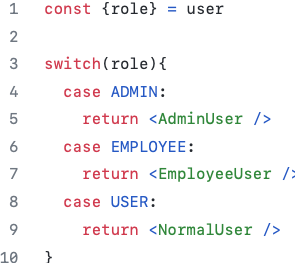 1 const {role} = user
2
3 switch(role){
4   case ADMIN:
5     return <AdminUser />
6   case EMPLOYEE:
7     return <EmployeeUser />
8   case USER:
9     return <NormalUser />
10 }